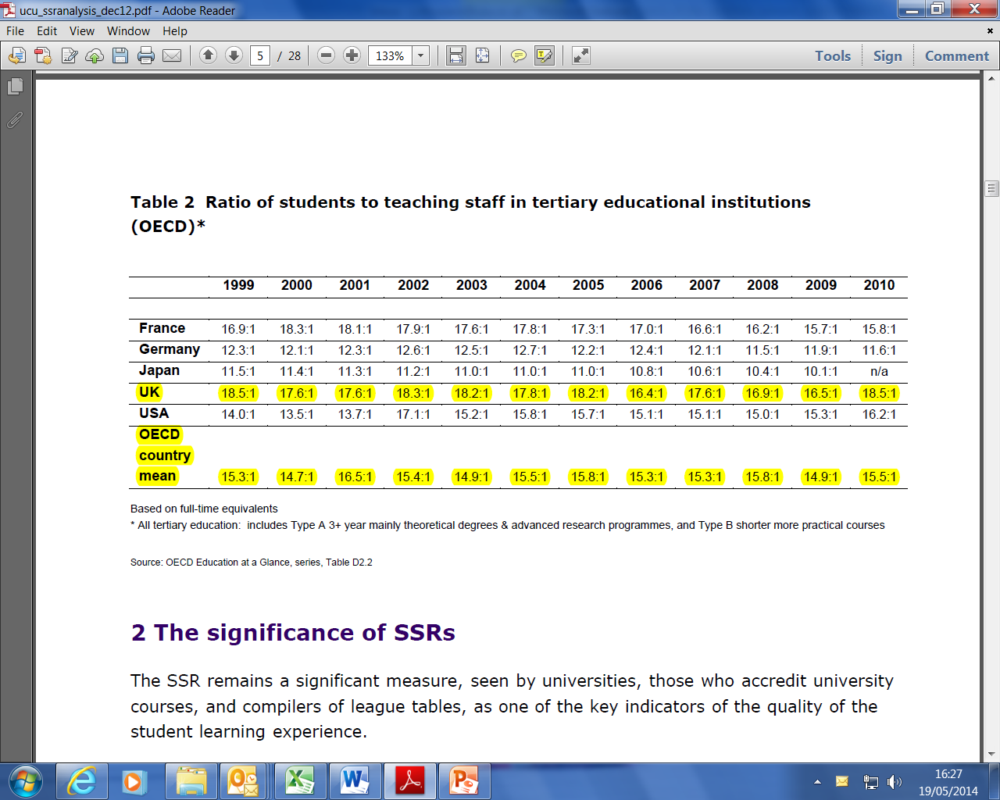 ucu_ssranalysis_dec12.pdf - Adobe Reader
File Edit View Window Help
5 / 28 133% Tools Sign Comment
Table 2 Ratio of students to teaching staff in tertiary educational institutions
(OECD)*
1999 2000 2001 2002 2003 2004 2005 2006 2007 2008 2009 2010
France 16.9:1 18.3:1 18.1:1 17.9:1 17.6:1 17.8:1 17.3:1 17.0:1 16.6:1 16.2:1 15.7:1 15.8:1
Germany 12.3:1 12.1:1 12.3:1 12.6:1 12.5:1 12.7:1 12.2:1 12.4:1 12.1:1 11.5:1 11.9:1 11.6:1
Japan 11.5:1 11.4:1 11.3:1 11.2:1 11.0:1 11.0:1 11.0:1 10.8:1 10.6:1 10.4:1 10.1:1 n/a
UK 18.5:1 17.6:1 17.6:1 18.3:1 18.2:1 17.8:1 18.2:1 16.4:1 17.6:1 16.9:1 16.5:1 18.5:1
USA 14.0:1 13.5:1 13.7:1 17.1:1 15.2:1 15.8:1 15.7:1 15.1:1 15.1:1 15.0:1 15.3:1 16.2:1
OECD
country
mean 15.3:1 14.7:1 16.5:1 15.4:1 14.9:1 15.5:1 15.8:1 15.3:1 15.3:1 15.8:1 14.9:1 15.5:1
Based on full-time equivalents
* All tertiary education: includes Type A 3+ year mainly theoretical degrees & advanced research programmes, and Type B shorter more practical courses
Source: OECD Education at a Glance, series, Table D2.2
2 The significance of SSRs
The SSR remains a significant measure, seen by universities, those who accredit university
courses, and compilers of league tables, as one of the key indicators of the quality of the
student learning experience.
16:27
19/05/2014